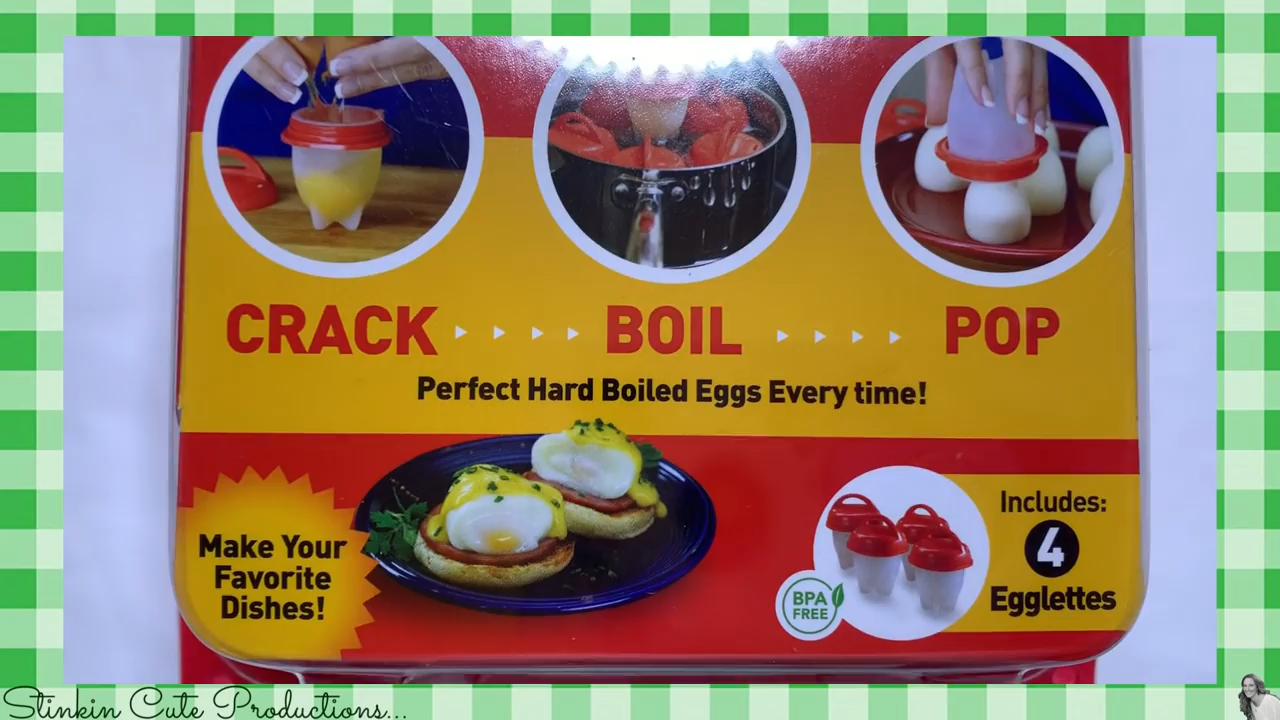 CRACK BOIL POP
Perfect Hard Boiled Eggs Every time!
Make Your
Favorite
Dishes!
BPA
FREE
Includes:
4
Egglettes
Stinkin Cute Productions...